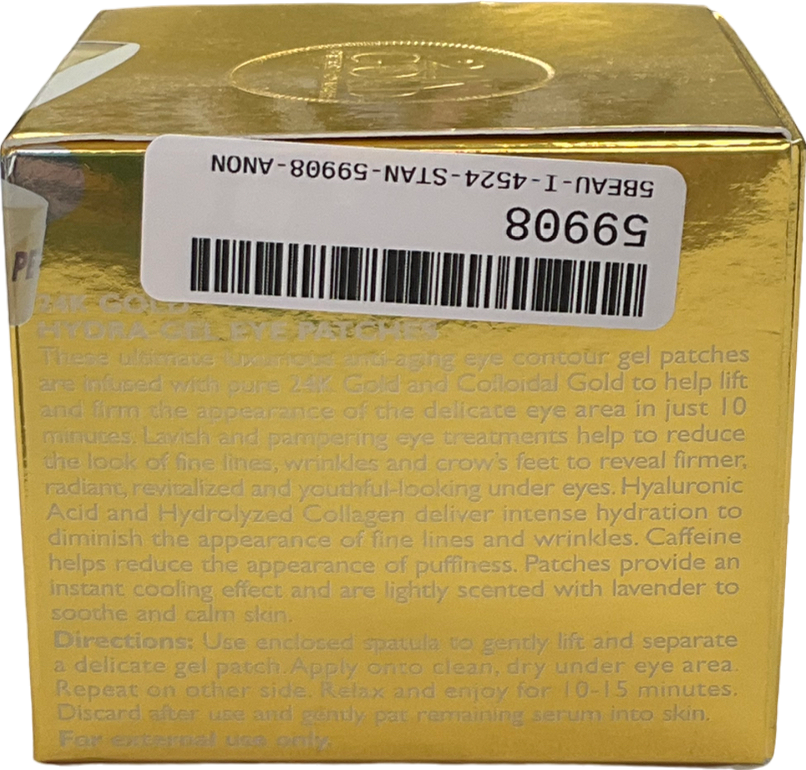 24K GOLD
5BEAU-I-4524-STAN-59908-ANON
59908
PE
24K GOLD
HYDRA-GEL EYE PATCHES
These ultimate luxurious anti-aging eye contour gel patches
are infused with pure 24K Gold and Colloidal Gold to help lift
and firm the appearance of the delicate eye area in just 10
minutes. Lavish and pampering eye treatments help to reduce
the look of fine lines, wrinkles and crow's feet to reveal firmer,
radiant, revitalized and youthful-looking under eyes. Hyaluronic
Acid and Hydrolyzed Collagen deliver intense hydration to
diminish the appearance of fine lines and wrinkles. Caffeine
helps reduce the appearance of puffiness. Patches provide an
instant cooling effect and are lightly scented with lavender to
soothe and calm skin.
Directions: Use enclosed spatula to gently lift and separate
a delicate gel patch. Apply onto clean, dry under eye area.
Repeat on other side. Relax and enjoy for 10-15 minutes.
Discard after use and gently pat remaining serum into skin.
For external use only.